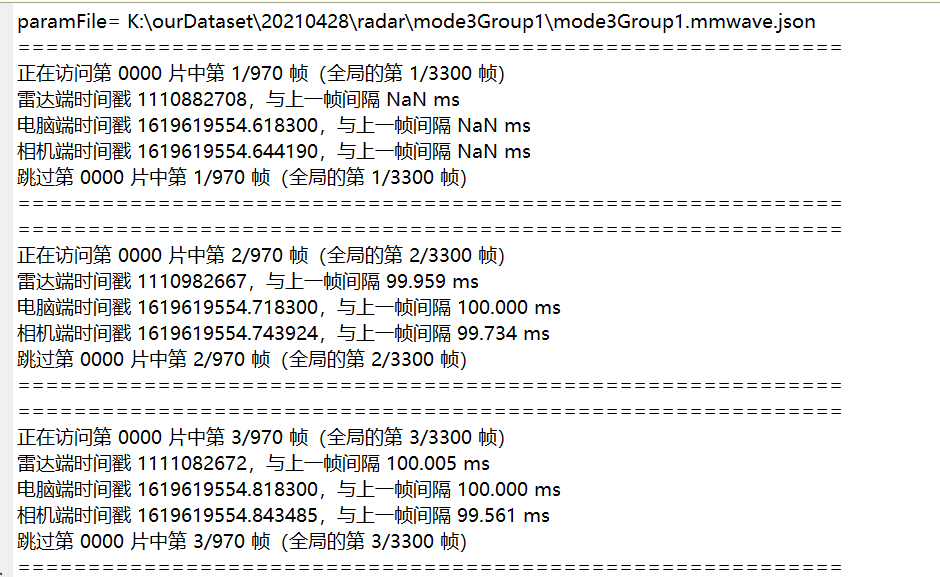 paramFile= K:\ourDataset\20210428\radar\mode3Group1\mode3Group1.mmwave.json
===========================================================
正在访问第 0000 片中第 1/970 帧（全局的第 1/3300 帧）
雷达端时间戳 1110882708，与上一帧间隔 NaN ms
电脑端时间戳 1619619554.618300，与上一帧间隔 NaN ms
相机端时间戳 1619619554.644190，与上一帧间隔 NaN ms
跳过第 0000 片中第 1/970 帧（全局的第 1/3300 帧）
===========================================================
===========================================================
正在访问第 0000 片中第 2/970 帧（全局的第 2/3300 帧）
雷达端时间戳 1110982667，与上一帧间隔 99.959 ms
电脑端时间戳 1619619554.718300，与上一帧间隔 100.000 ms
相机端时间戳 1619619554.743924，与上一帧间隔 99.734 ms
跳过第 0000 片中第 2/970 帧（全局的第 2/3300 帧）
===========================================================
===========================================================
正在访问第 0000 片中第 3/970 帧（全局的第 3/3300 帧）
雷达端时间戳 1111082672，与上一帧间隔 100.005 ms
电脑端时间戳 1619619554.818300，与上一帧间隔 100.000 ms
相机端时间戳 1619619554.843485，与上一帧间隔 99.561 ms
跳过第 0000 片中第 3/970 帧（全局的第 3/3300 帧）
===========================================================